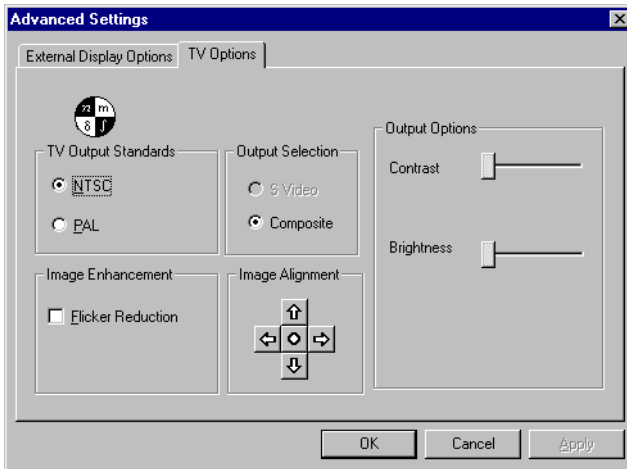 Advanced Settings
External Display Options
TV Options
n m
δ ∫
TV Output Standards
NTSC
PAL
Output Selection
S Video
Composite
Output Options
Contrast
Brightness
Image Enhancement
Flicker Reduction
Image Alignment
OK
Cancel
Apply